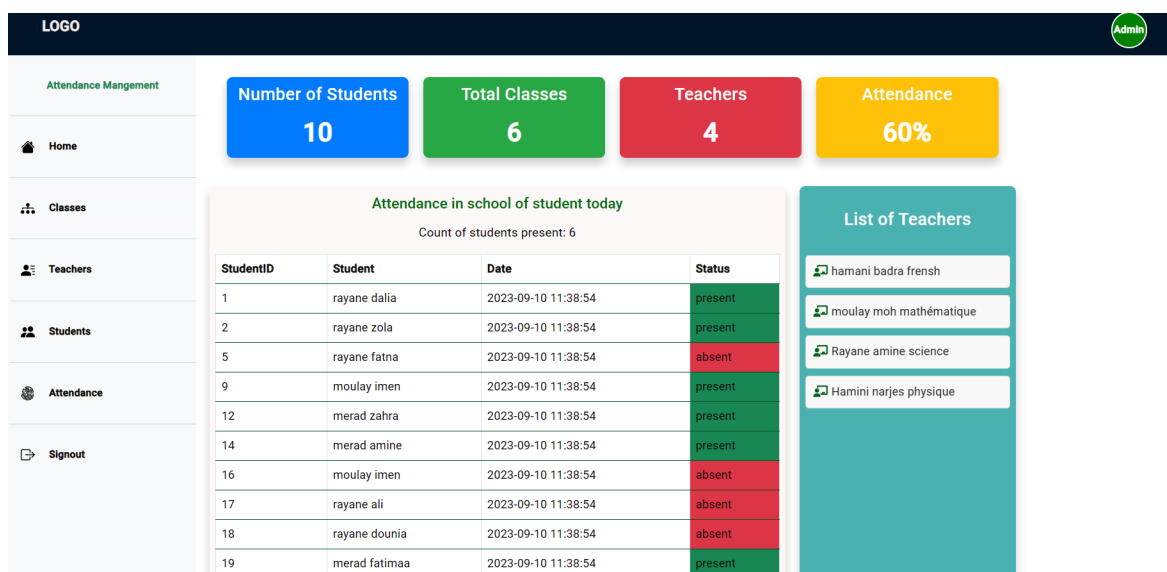 LOGO
Admin
Attendance Mangement
Home
Classes
Teachers
Students
Attendance
Signout
Number of Students
10
Total Classes
6
Teachers
4
Attendance
60%
Attendance in school of student today
Count of students present: 6
StudentID Student Date Status
1 rayane dalia 2023-09-10 11:38:54 present
2 rayane zola 2023-09-10 11:38:54 present
5 rayane fatna 2023-09-10 11:38:54 absent
9 moulay imen 2023-09-10 11:38:54 present
12 merad zahra 2023-09-10 11:38:54 present
14 merad amine 2023-09-10 11:38:54 present
16 moulay imen 2023-09-10 11:38:54 absent
17 rayane ali 2023-09-10 11:38:54 absent
18 rayane dounia 2023-09-10 11:38:54 absent
19 merad fatimaa 2023-09-10 11:38:54 present
List of Teachers
hamani badra frensh
moulay moh mathématique
Rayane amine science
Hamini narjes physique